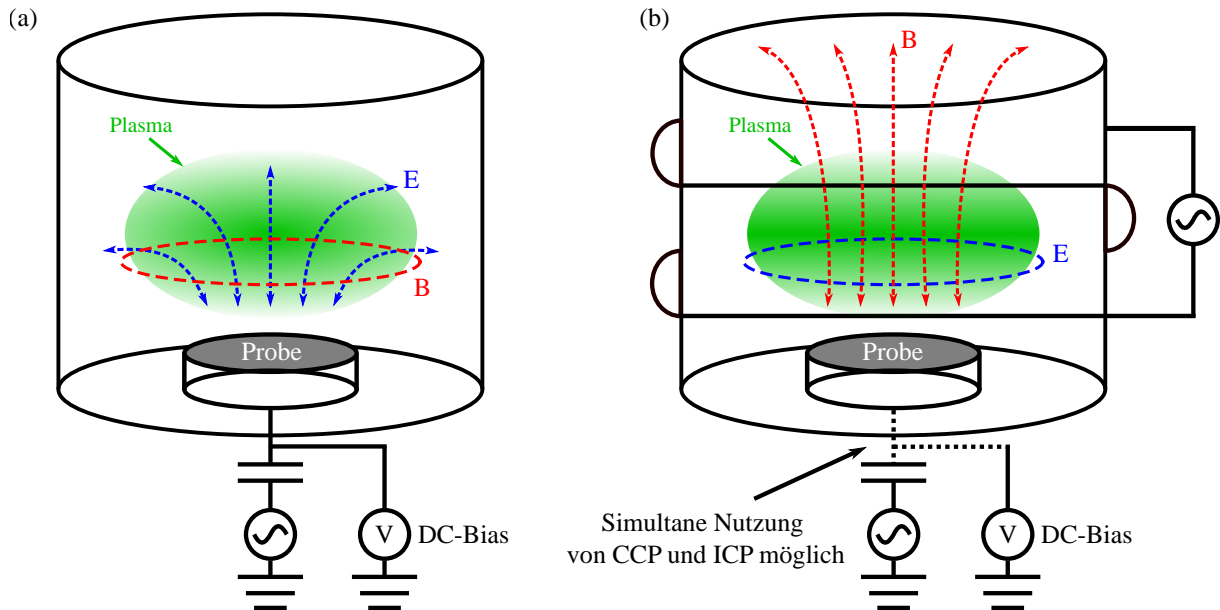 (a)
Plasma
E
B
Probe
V
DC-Bias
(b)
B
Plasma
E
Probe
Simultane Nutzung
von CCP und ICP möglich
V
DC-Bias